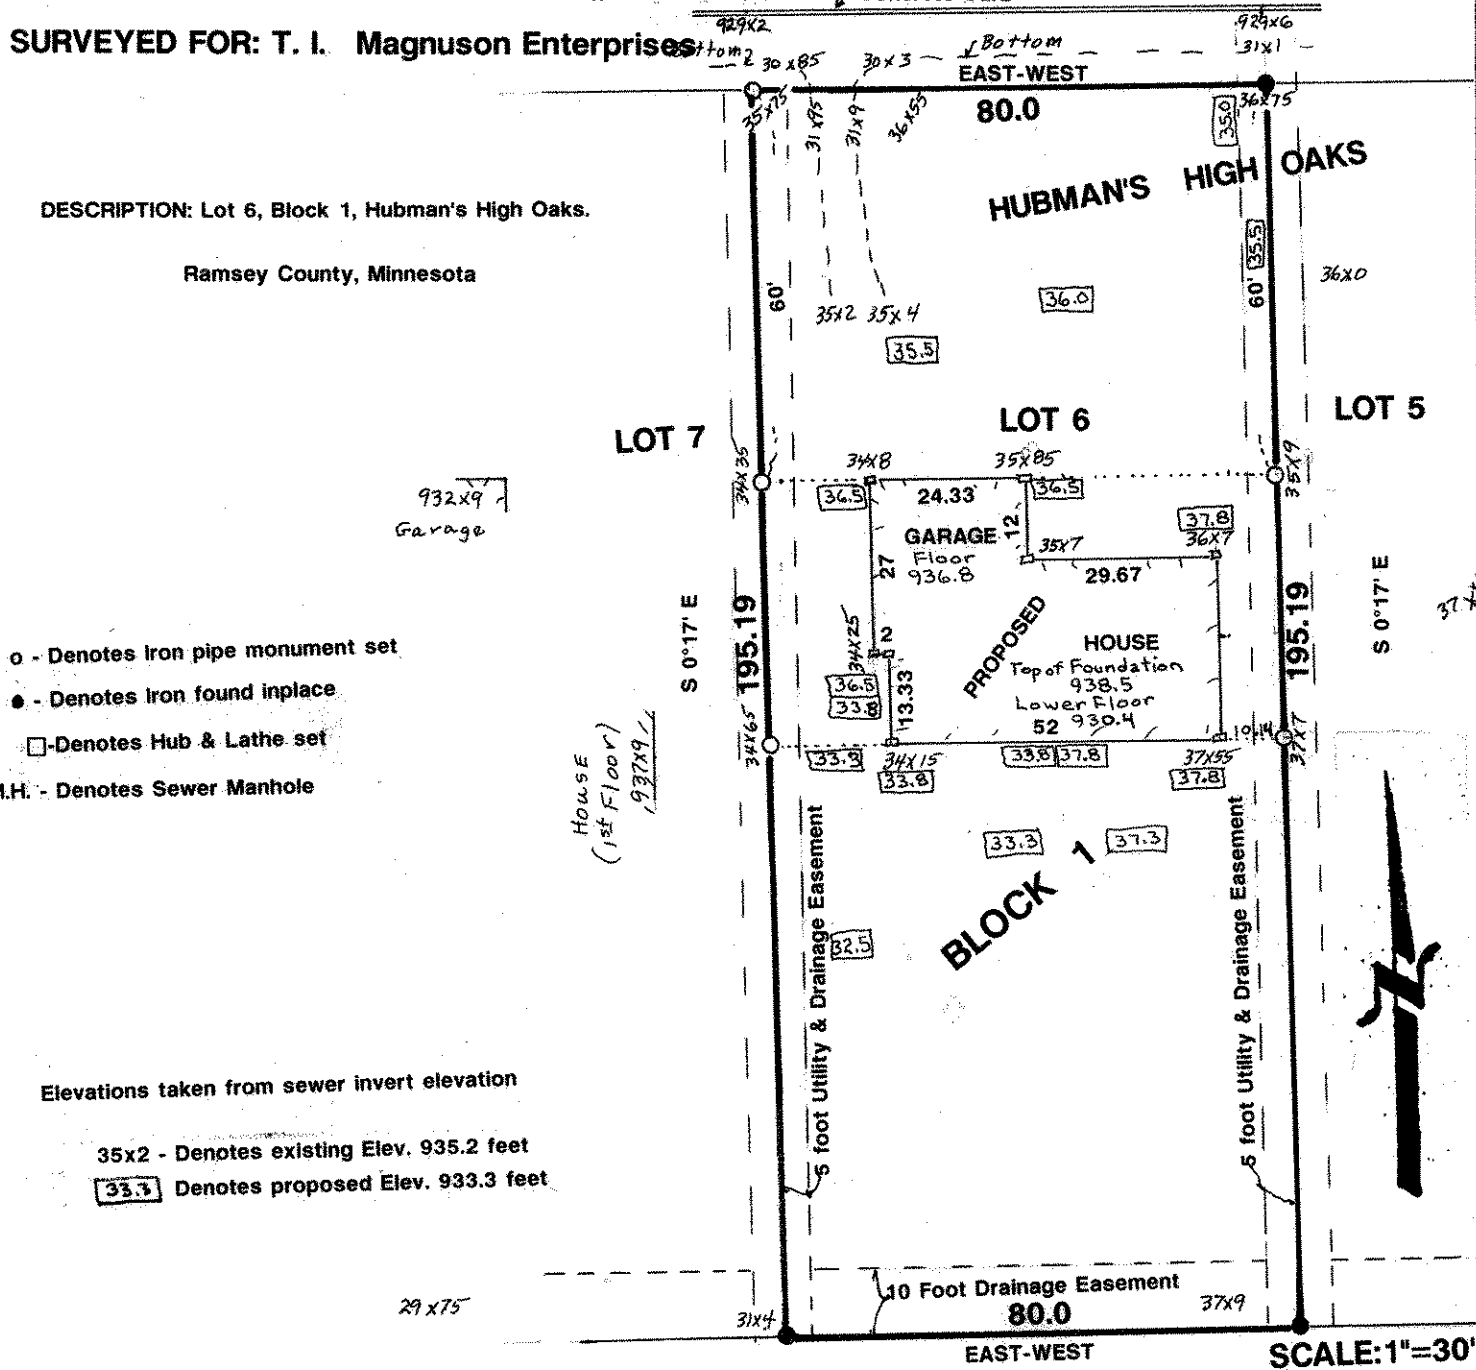 929x2
929x6
SURVEYED FOR: T. I. Magnuson Enterprises
30x85
30x3
Bottom
31x1
EAST-WEST
35x75
80.0
36x75
31x95
31x9
36x55
35.0
HUBMAN'S HIGH OAKS
DESCRIPTION: Lot 6, Block 1, Hubman's High Oaks.
Ramsey County, Minnesota
60'
60'
35.5
36x0
35x2
35x4
36.0
35.5
LOT 7
LOT 6
LOT 5
34x35
34x8
35x85
35x9
932x9
Garage
36.5
24.33
36.5
GARAGE
Floor
936.8
12
35x7
37.8
36x7
27
29.67
S 0°17' E
195.19
PROPOSED
HOUSE
Top of Foundation
938.5
Lower Floor
930.4
195.19
S 0°17' E
o - Denotes iron pipe monument set
● - Denotes iron found inplace
□-Denotes Hub & Lathe set
M.H. - Denotes Sewer Manhole
34x25
2
36.5
33.8
13.33
52
10.14
34x65
33.3
34x15
33.8
33.8
37.8
37x55
37.8
37x7
House
(1st Floor)
937x9
33.3
37.3
BLOCK 1
32.5
5 foot Utility & Drainage Easement
5 foot Utility & Drainage Easement
Elevations taken from sewer invert elevation
35x2 - Denotes existing Elev. 935.2 feet
33.3 Denotes proposed Elev. 933.3 feet
10 Foot Drainage Easement
29x75
31x4
80.0
37x9
EAST-WEST
SCALE:1"=30'